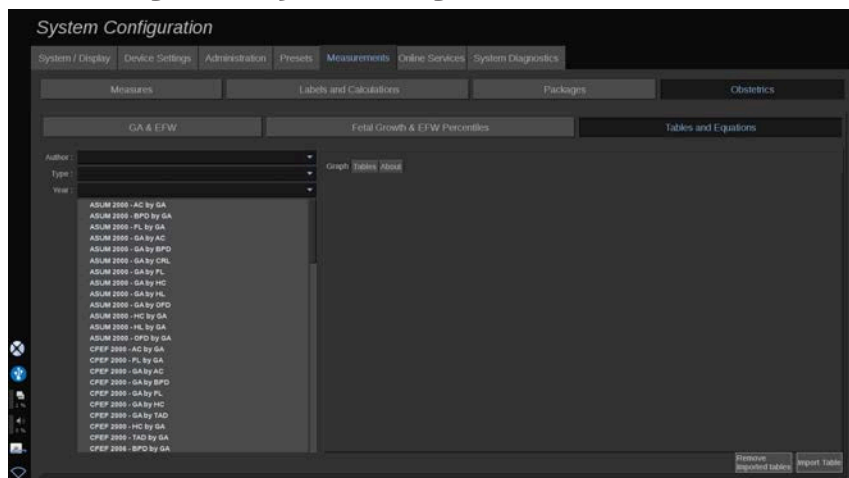 System Configuration
System / Display Device Settings Administration Presets Measurements Online Services System Diagnostics
Measures Labels and Calculations Packages Obstetrics
GA & EFW Fetal Growth & EFW Percentiles Tables and Equations
Author :
Type :
Year :
Graph Tables About
ASUM 2000 - AC by GA
ASUM 2000 - BPD by GA
ASUM 2000 - FL by GA
ASUM 2000 - GA by AC
ASUM 2000 - GA by BPD
ASUM 2000 - GA by CRL
ASUM 2000 - GA by FL
ASUM 2000 - GA by HC
ASUM 2000 - GA by HL
ASUM 2000 - GA by OFD
ASUM 2000 - HC by GA
ASUM 2000 - HL by GA
ASUM 2000 - OFD by GA
CFEF 2000 - AC by GA
CFEF 2000 - FL by GA
CFEF 2000 - GA by AC
CFEF 2000 - GA by BPD
CFEF 2000 - GA by FL
CFEF 2000 - GA by HC
CFEF 2000 - GA by TAD
CFEF 2000 - HC by GA
CFEF 2000 - TAD by GA
CFEF 2006 - BPD by GA
Remove
imported tables
Import Table